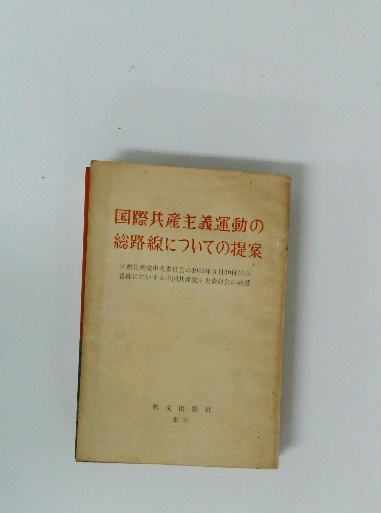 国際共産主義運動の
総路線についての提案
ソ連共産党中央委員会の1963年3月30日付の
書簡にたいする中国共産党中央委員会の返書
外文出版社
北京